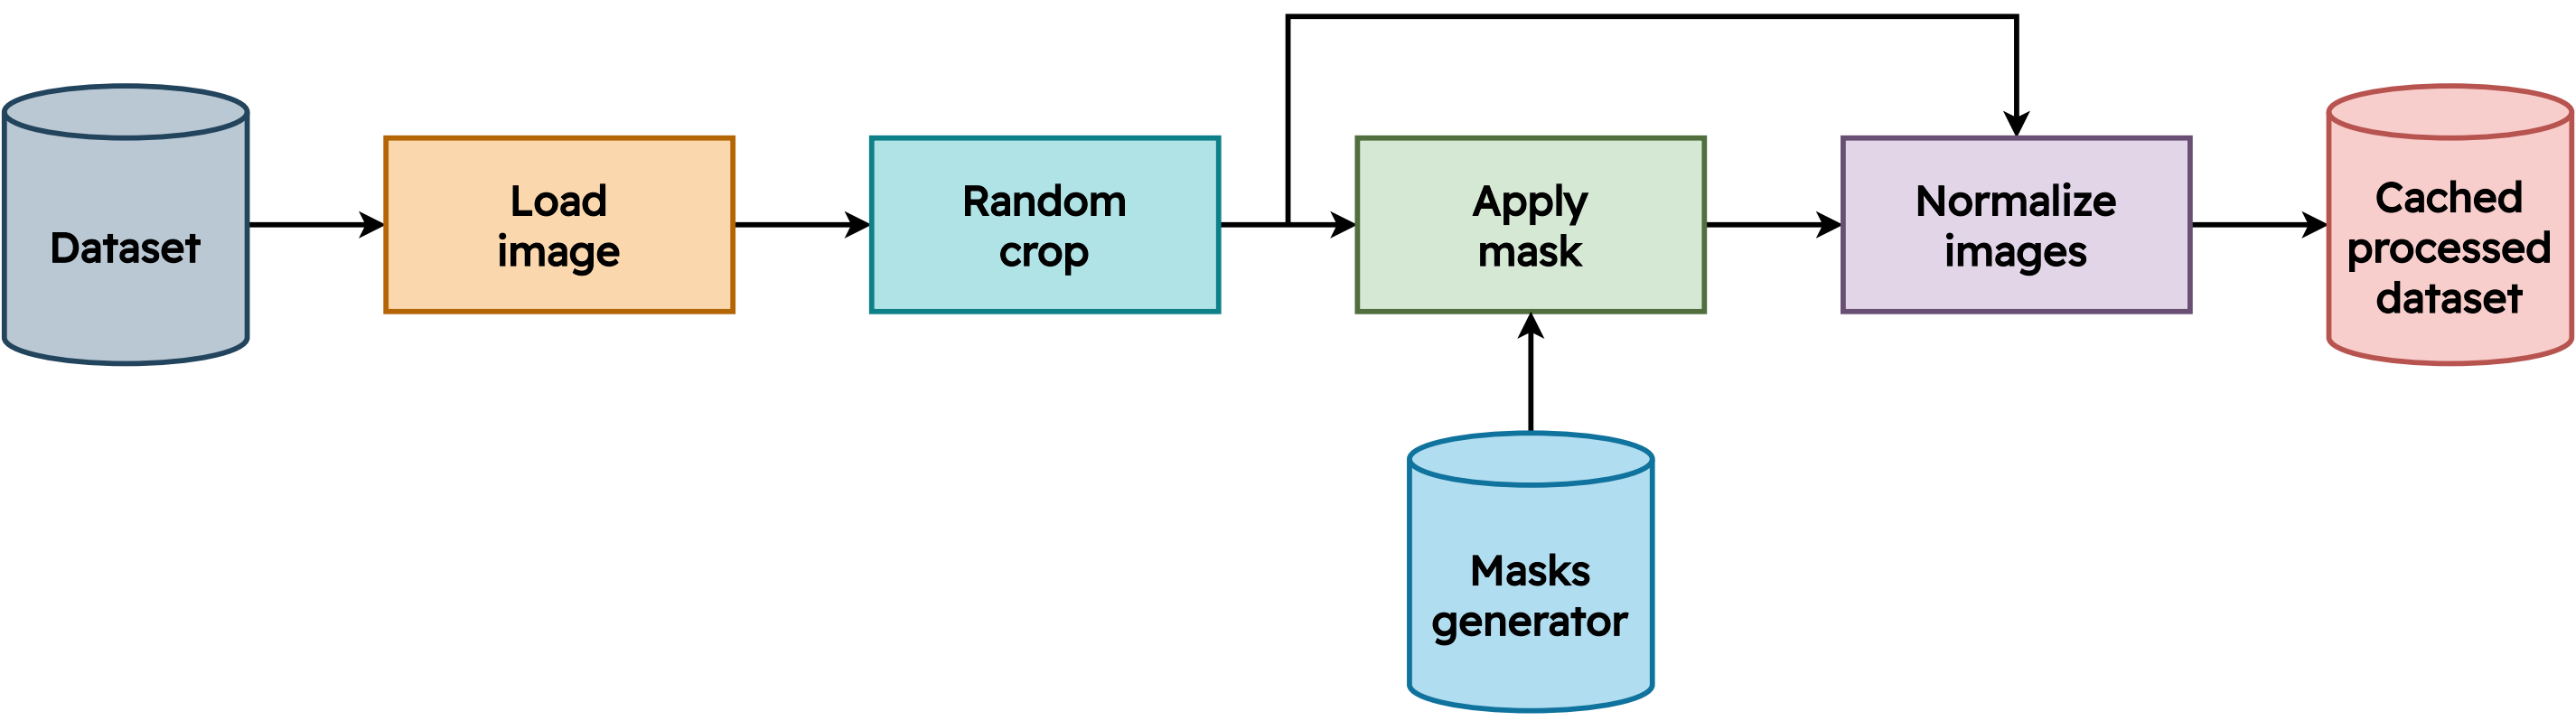 Dataset
Load
image
Random
crop
Apply
mask
Normalize
images
Cached
processed
dataset
Masks
generator